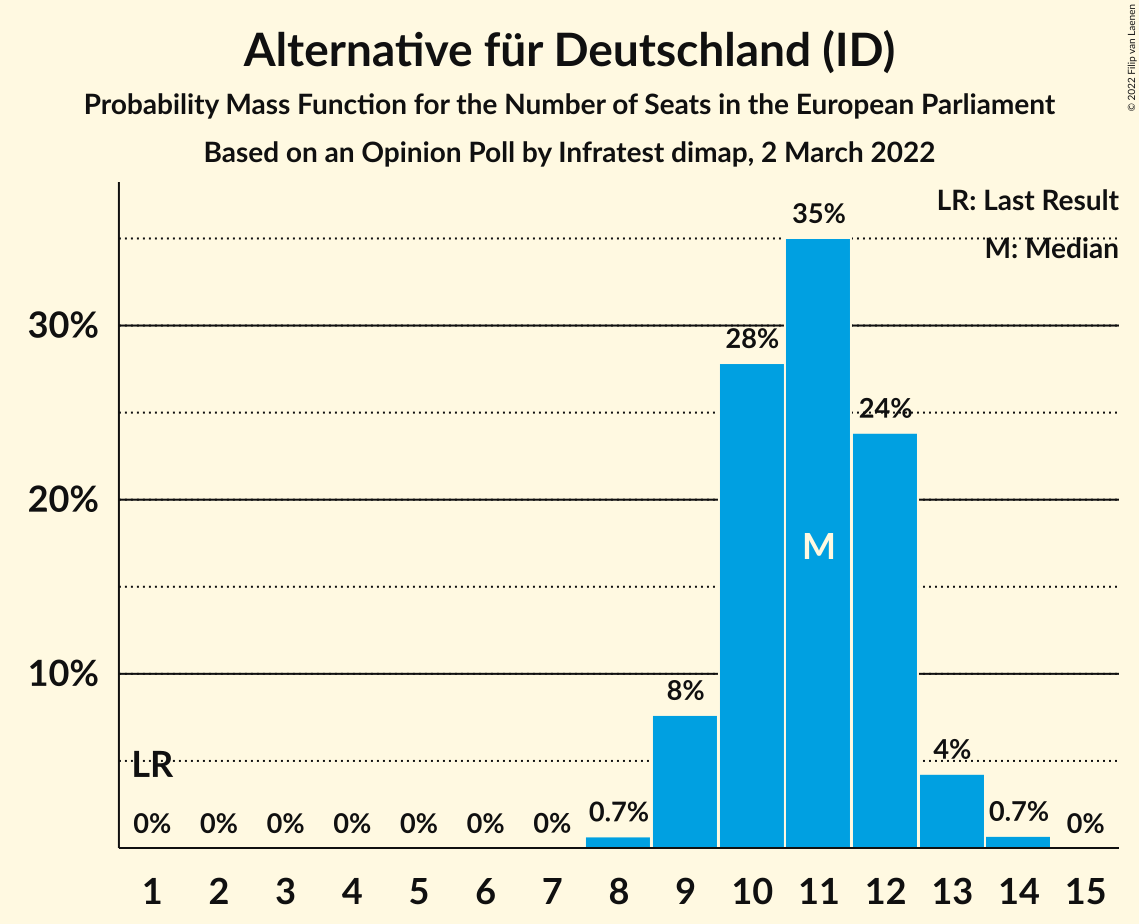 Alternative für Deutschland (ID)
Probability Mass Function for the Number of Seats in the European Parliament
Based on an Opinion Poll by Infratest dimap, 2 March 2022
© 2022 Filip van Laenen
LR: Last Result
M: Median
35%
30%
28%
24%
20%
M
10%
8%
LR
4%
0% 0% 0% 0% 0% 0% 0% 0.7% 0.7% 0%
1 2 3 4 5 6 7 8 9 10 11 12 13 14 15